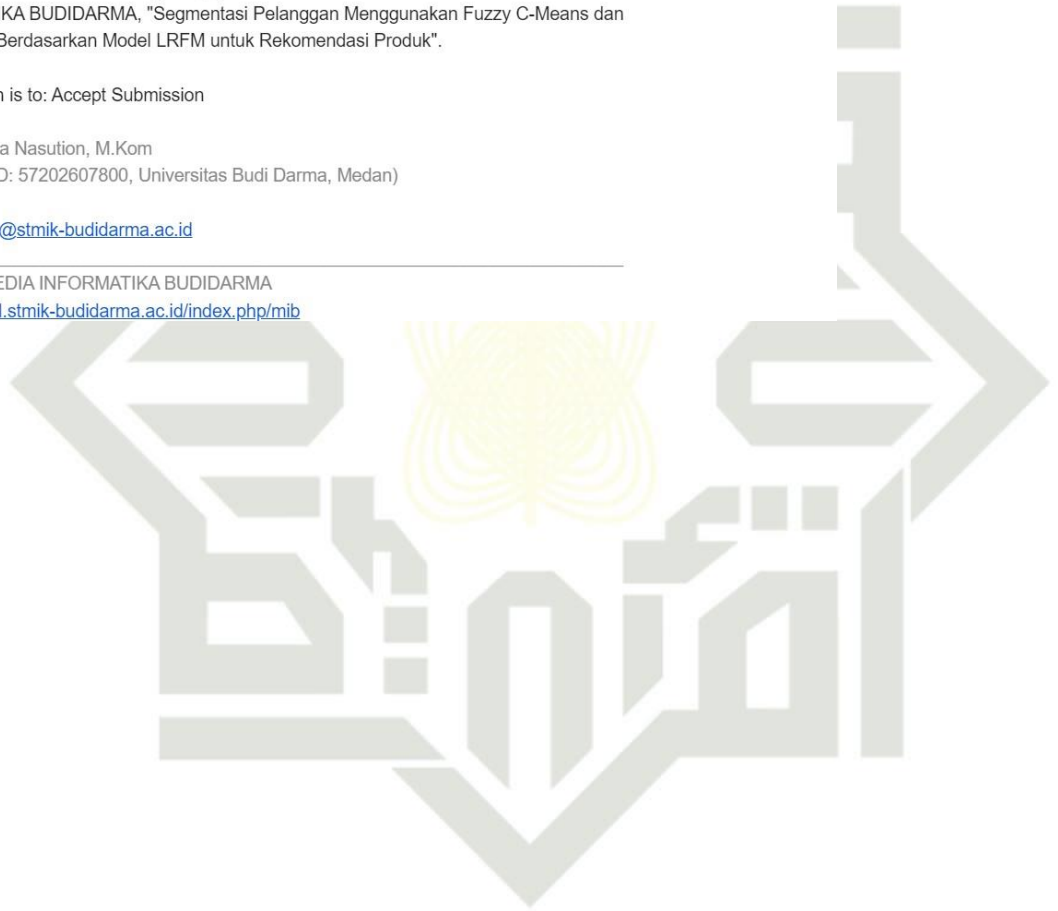 KA BUDIDARMA, "Segmentasi Pelanggan Menggunakan Fuzzy C-Means dan
Berdasarkan Model LRFM untuk Rekomendasi Produk".
is to: Accept Submission
a Nasution, M.Kom
D: 57202607800, Universitas Budi Darma, Medan)
@stmik-budidarma.ac.id
EDIA INFORMATIKA BUDIDARMA
.stmik-budidarma.ac.id/index.php/mib